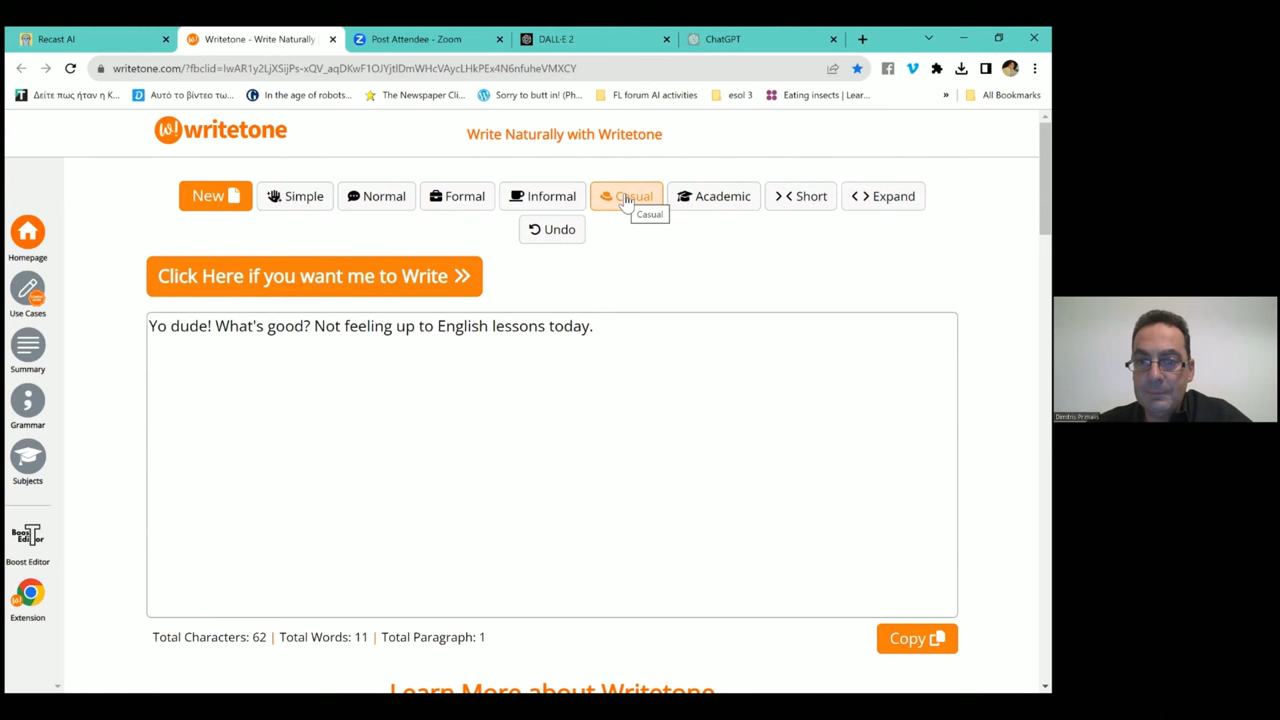 Recast AI
Writetone - Write Naturally
Post Attendee - Zoom
DALL·E 2
ChatGPT
writetone.com/?fbclid=IwAR1y2LjXSijPs-xQV_aqDKwF1OJYjtlDmWHcVAycLHkPEx4N6nfuheVMXCY
Δείτε πως ήταν η Κ...
Αυτό το βίντεο τω...
In the age of robots...
The Newspaper Cli...
Sorry to butt in! (Ph...
FL forum AI activities
esol 3
Eating insects | Lear...
»
All Bookmarks
w! writetone
Write Naturally with Writetone
New
Simple
Normal
Formal
Informal
Casual
Academic
Short
Expand
Casual
Undo
Homepage
Click Here if you want me to Write »
Use Cases
Yo dude! What's good? Not feeling up to English lessons today.
Summary
Grammar
Subjects
Boost Editor
Boost Editor
Extension
Total Characters: 62 | Total Words: 11 | Total Paragraph: 1
Copy
Learn More about Writetone
Dimitris Primalis